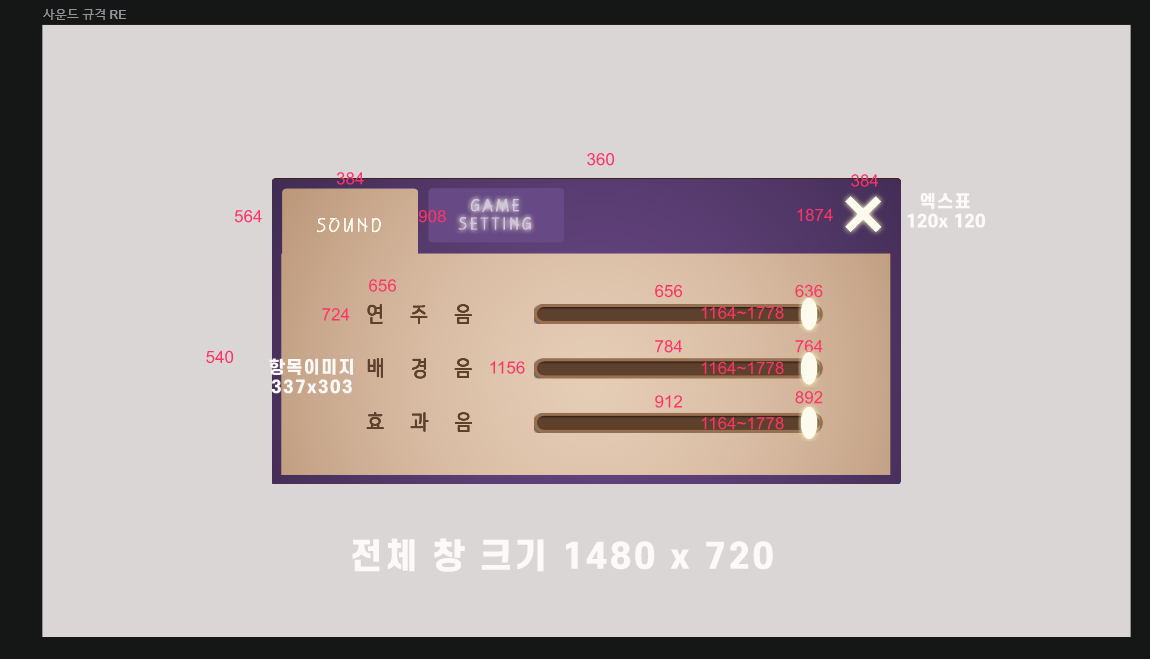 사운드 규격 RE
360
384
384
564
SOUND
908
GAME
SETTING
1874
엑스표
120x 120
656
656
636
724
연 주 음
1164~1778
784
764
540
항목이미지
337x303
배 경 음
1156
1164~1778
912
892
효 과 음
1164~1778
전체 창 크기 1480 x 720